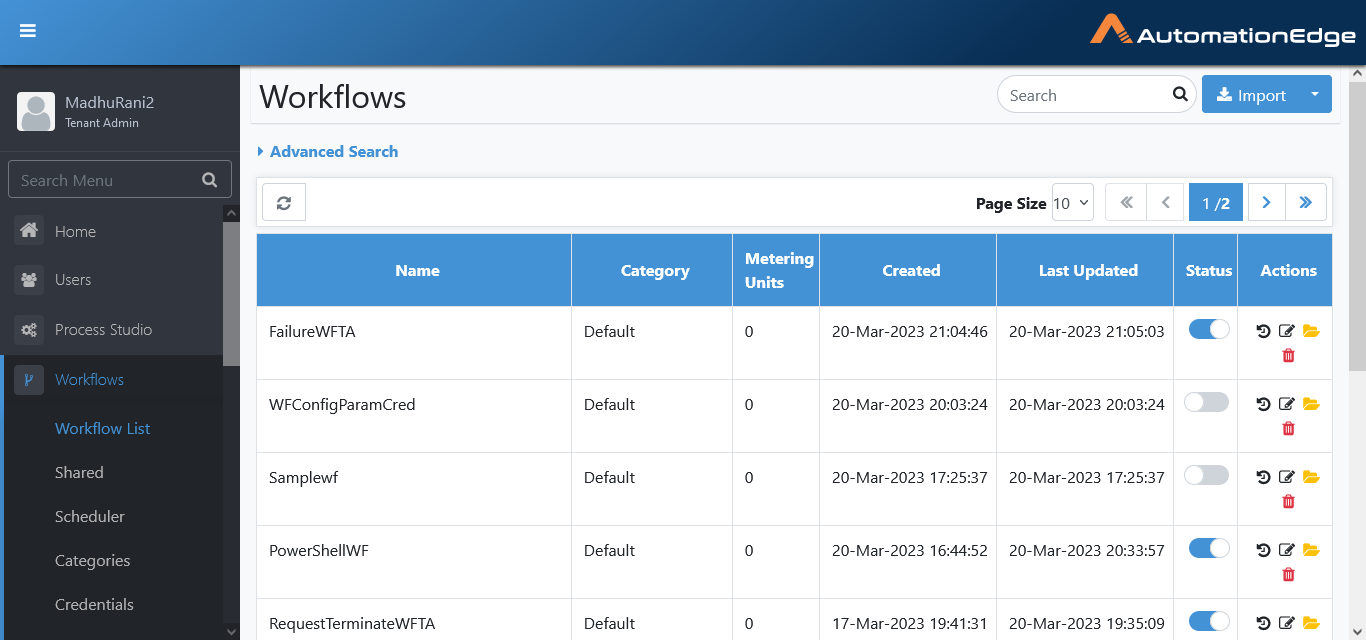 AutomationEdge
MadhuRani2
Tenant Admin
Search Menu
Home
Users
Process Studio
Workflows
Workflow List
Shared
Scheduler
Categories
Credentials
Workflows
Search
Import
Advanced Search
Page Size 10 1 /2
Name Category Metering Units Created Last Updated Status Actions
FailureWFTA Default 0 20-Mar-2023 21:04:46 20-Mar-2023 21:05:03
WFConfigParamCred Default 0 20-Mar-2023 20:03:24 20-Mar-2023 20:03:24
Samplewf Default 0 20-Mar-2023 17:25:37 20-Mar-2023 17:25:37
PowerShellWF Default 0 20-Mar-2023 16:44:52 20-Mar-2023 20:33:57
RequestTerminateWFTA Default 0 17-Mar-2023 19:41:31 20-Mar-2023 19:35:09